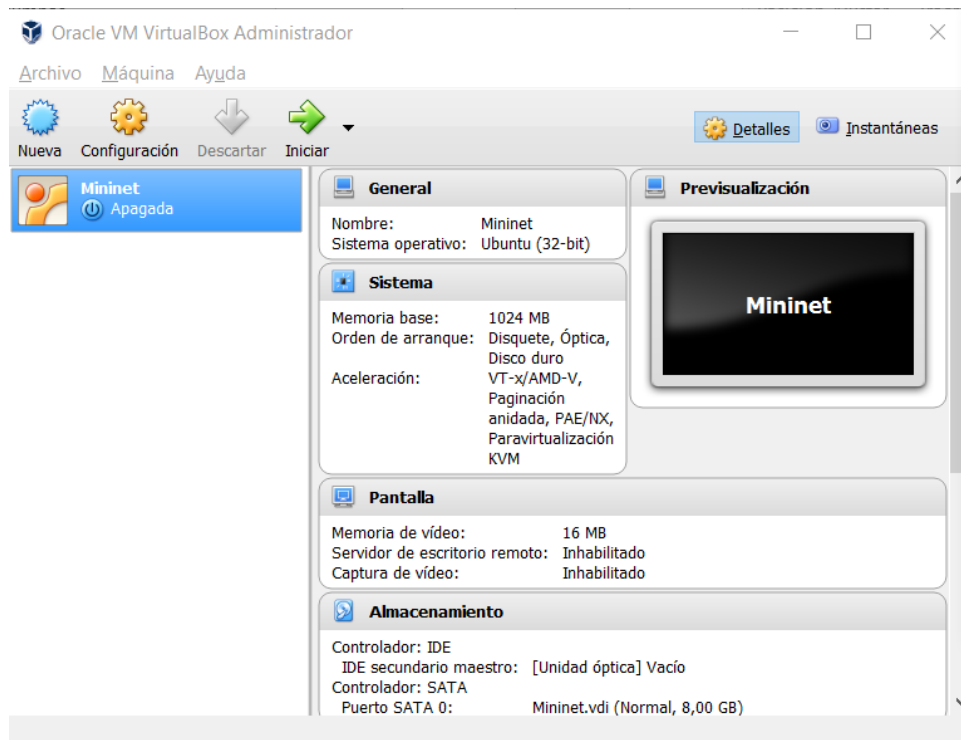 Oracle VM VirtualBox Administrador
Archivo Máquina Ayuda
Nueva Configuración Descartar Iniciar
Detalles Instantáneas
Mininet
Apagada
General
Nombre: Mininet
Sistema operativo: Ubuntu (32-bit)
Sistema
Memoria base: 1024 MB
Orden de arranque: Disquete, Óptica,
Disco duro
Aceleración: VT-x/AMD-V,
Paginación
anidada, PAE/NX,
Paravirtualización
KVM
Previsualización
Mininet
Pantalla
Memoria de vídeo: 16 MB
Servidor de escritorio remoto: Inhabilitado
Captura de vídeo: Inhabilitado
Almacenamiento
Controlador: IDE
IDE secundario maestro: [Unidad óptica] Vacío
Controlador: SATA
Puerto SATA 0: Mininet.vdi (Normal, 8,00 GB)